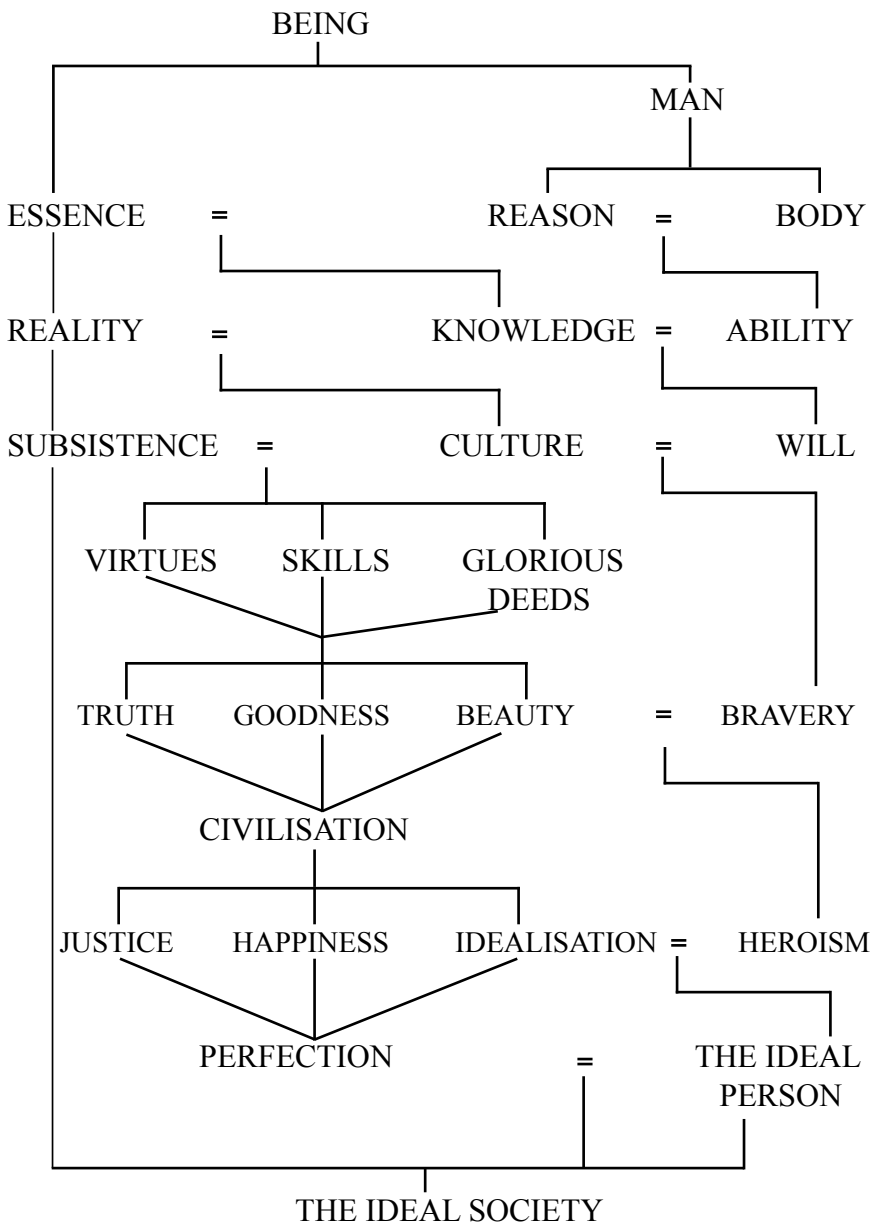 BEING
MAN
ESSENCE = REASON = BODY
REALITY = KNOWLEDGE = ABILITY
SUBSISTENCE = CULTURE = WILL
VIRTUES SKILLS GLORIOUS
DEEDS
TRUTH GOODNESS BEAUTY = BRAVERY
CIVILISATION
JUSTICE HAPPINESS IDEALISATION = HEROISM
PERFECTION = THE IDEAL
PERSON
THE IDEAL SOCIETY